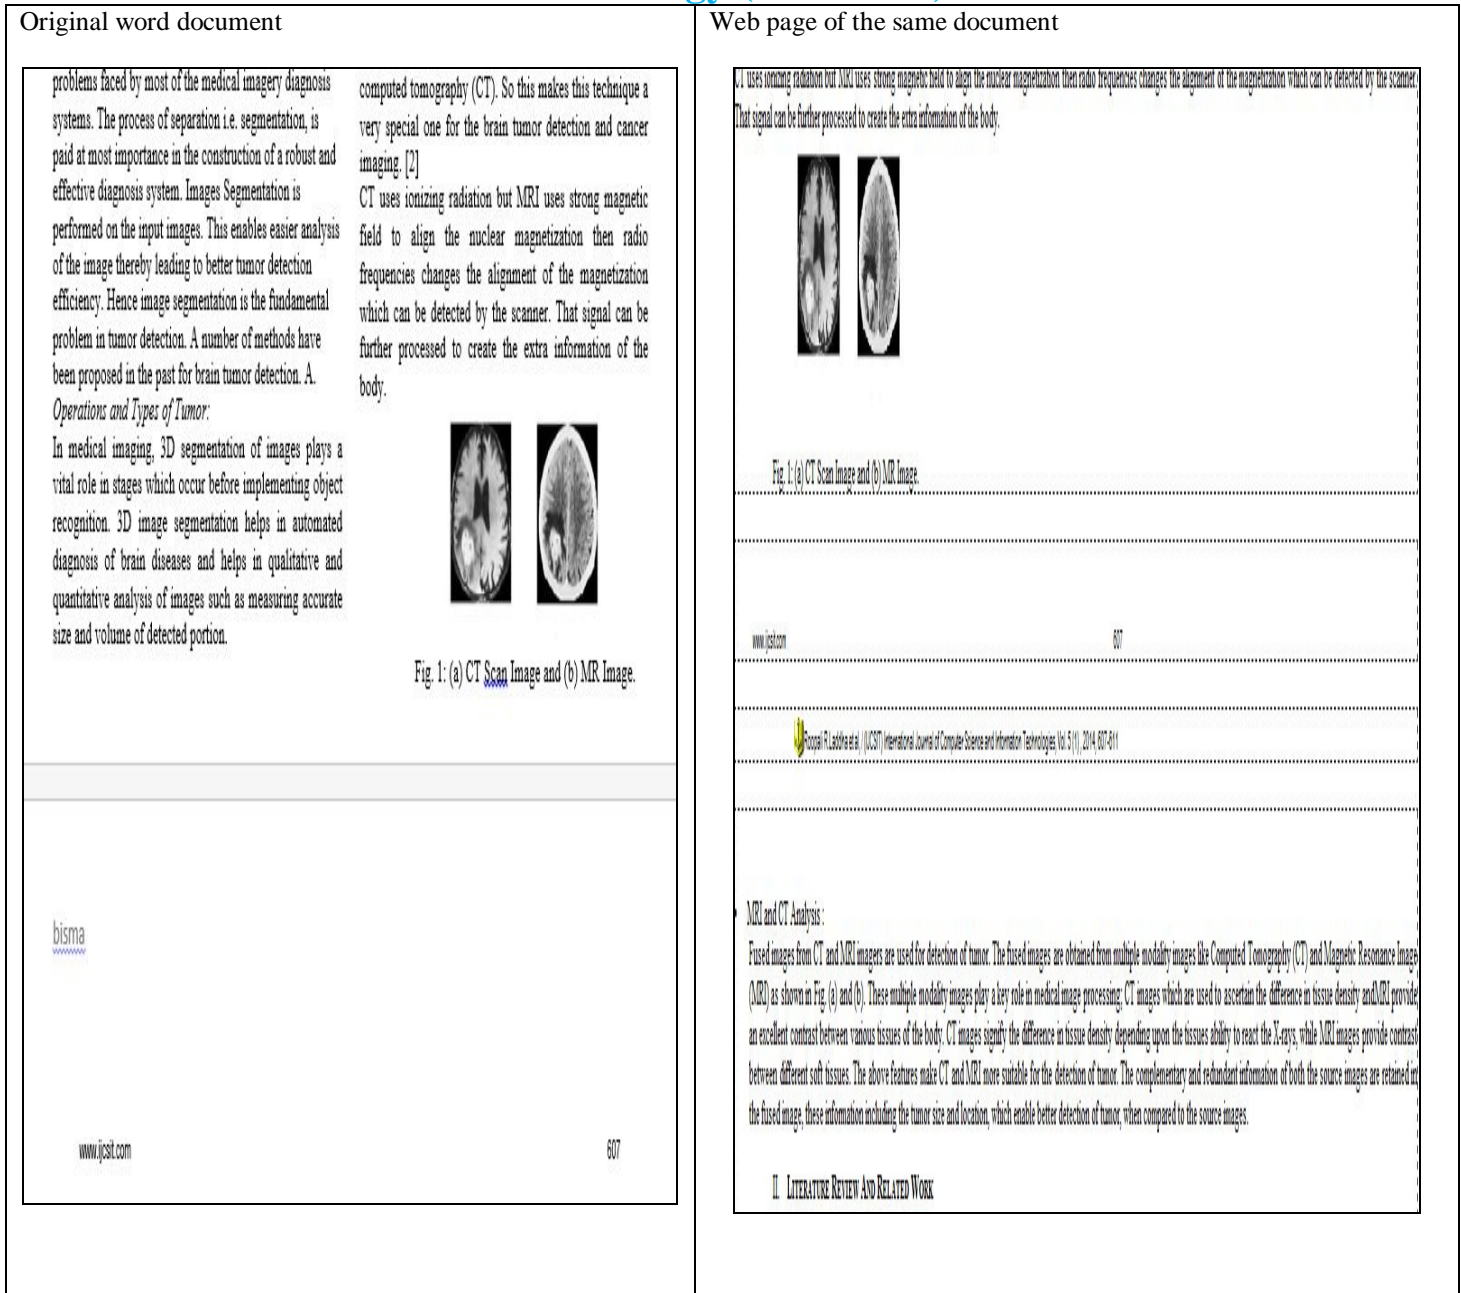 Original word document
problems faced by most of the medical imagery diagnosis
systems. The process of separation i.e. segmentation, is
paid at most importance in the construction of a robust and
effective diagnosis system. Images Segmentation is
performed on the input images. This enables easier analysis
of the image thereby leading to better tumor detection
efficiency. Hence image segmentation is the fundamental
problem in tumor detection. A number of methods have
been proposed in the past for brain tumor detection. A.
Operations and Types of Tumor:
In medical imaging, 3D segmentation of images plays a
vital role in stages which occur before implementing object
recognition. 3D image segmentation helps in automated
diagnosis of brain diseases and helps in qualitative and
quantitative analysis of images such as measuring accurate
size and volume of detected portion.
computed tomography (CT). So this makes this technique a
very special one for the brain tumor detection and cancer
imaging. [2]
CT uses ionizing radiation but MRI uses strong magnetic
field to align the nuclear magnetization then radio
frequencies changes the alignment of the magnetization
which can be detected by the scanner. That signal can be
further processed to create the extra information of the
body.
Fig. 1: (a) CT Scan Image and (b) MR Image.
bisma
www.ijcsit.com 607
Web page of the same document
CT uses ionizing radiation but MRI uses strong magnetic field to align the nuclear magnetization then radio frequencies changes the alignment of the magnetization which can be detected by the scanner.
That signal can be further processed to create the extra information of the body.
Fig. 1: (a) CT Scan Image and (b) MR Image.
www.ijcsit.com 607
Roopali R.Laddha et al, / (IJCSIT) International Journal of Computer Science and Information Technologies, Vol. 5 (1) , 2014, 607-611
• MRI and CT Analysis :
Fused images from CT and MRI imagers are used for detection of tumor. The fused images are obtained from multiple modality images like Computed Tomography (CT) and Magnetic Resonance Image
(MRI) as shown in Fig. (a) and (b). These multiple modality images play a key role in medical image processing; CT images which are used to ascertain the difference in tissue density andMRI provide
an excellent contrast between various tissues of the body. CT images signify the difference in tissue density depending upon the tissues ability to react the X-rays, while MRI images provide contrast
between different soft tissues. The above features make CT and MRI more suitable for the detection of tumor. The complementary and redundant information of both the source images are retained in
the fused image, these information including the tumor size and location, which enable better detection of tumor, when compared to the source images.
II. LITERATURE REVIEW AND RELATED WORK